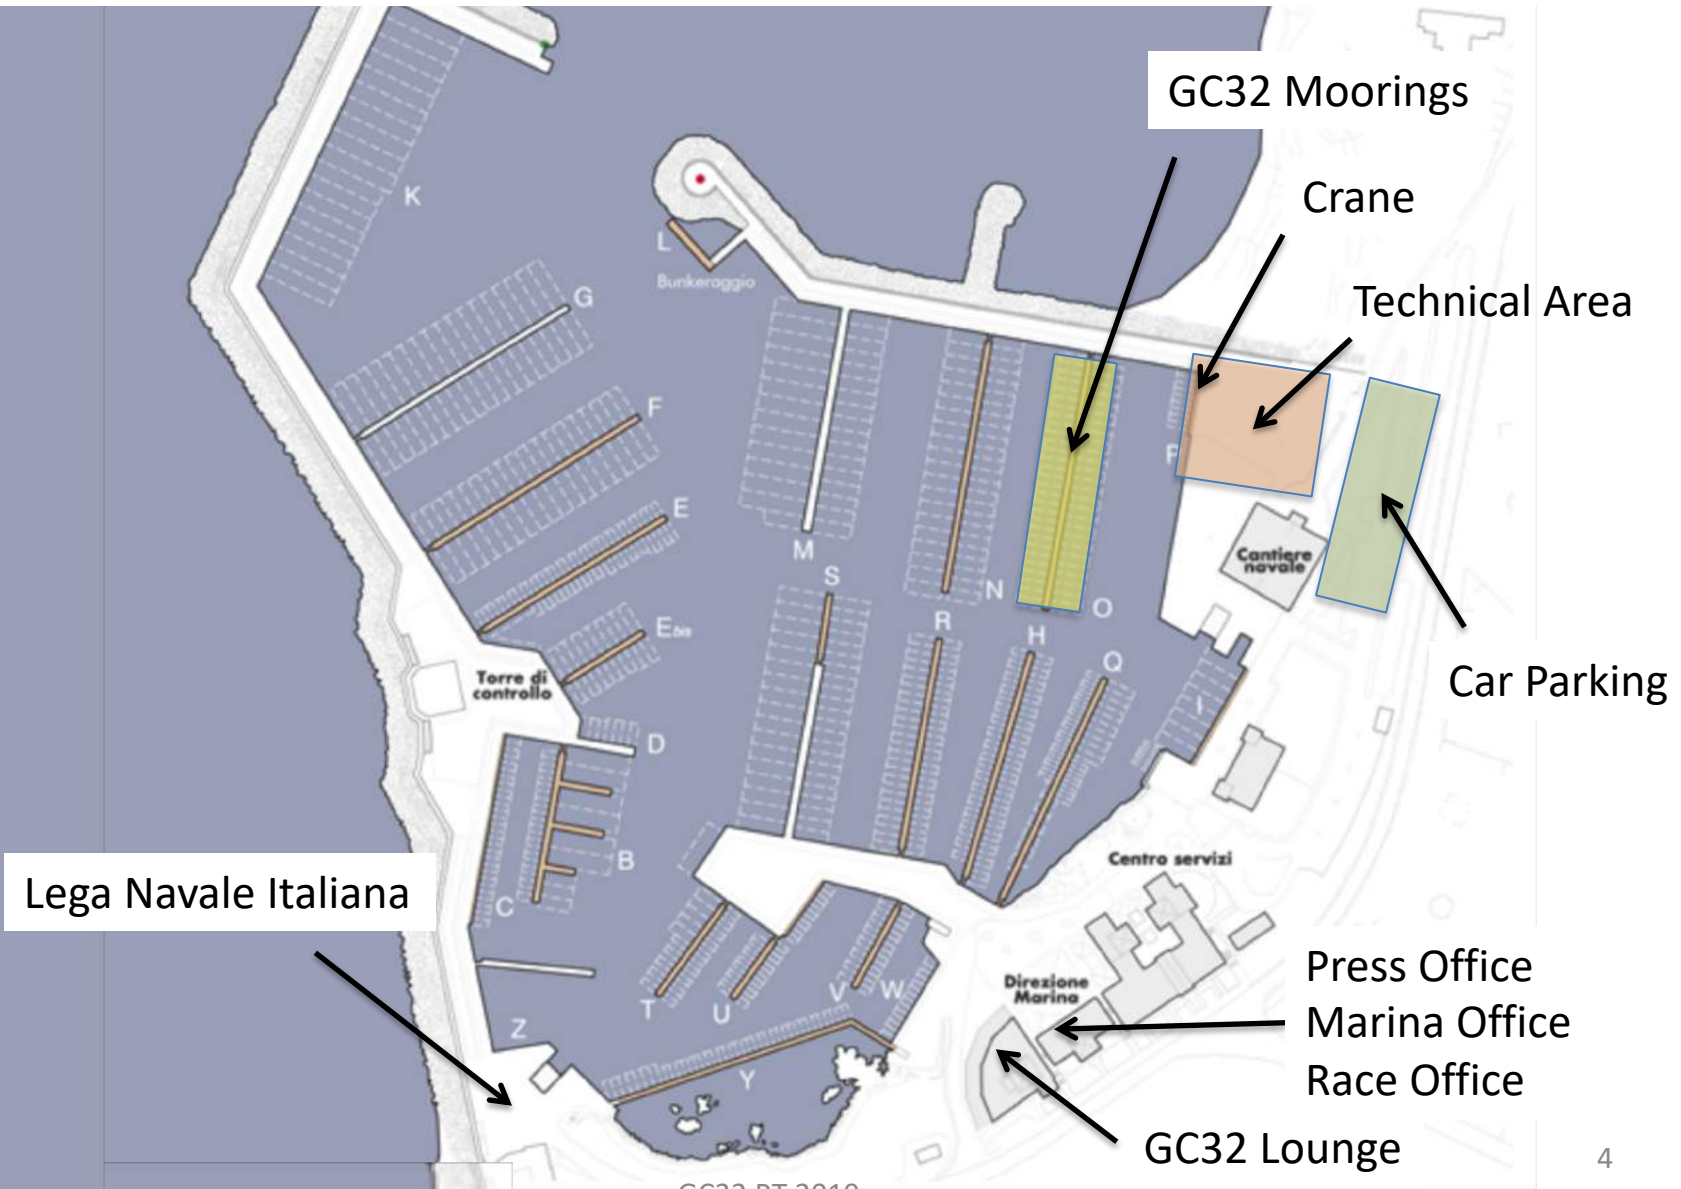 GC32 Moorings
Crane
K
L
Bunkeraggio
Technical Area
G
F
P
E
M
Cantiere
navale
S
N
O
R
H
E bis
Q
Torre di
controllo
Car Parking
I
D
B
Centro servizi
Lega Navale Italiana
C
Press Office
Direzione
Marina
V
W
T
U
Marina Office
Z
Y
Race Office
GC32 Lounge
4